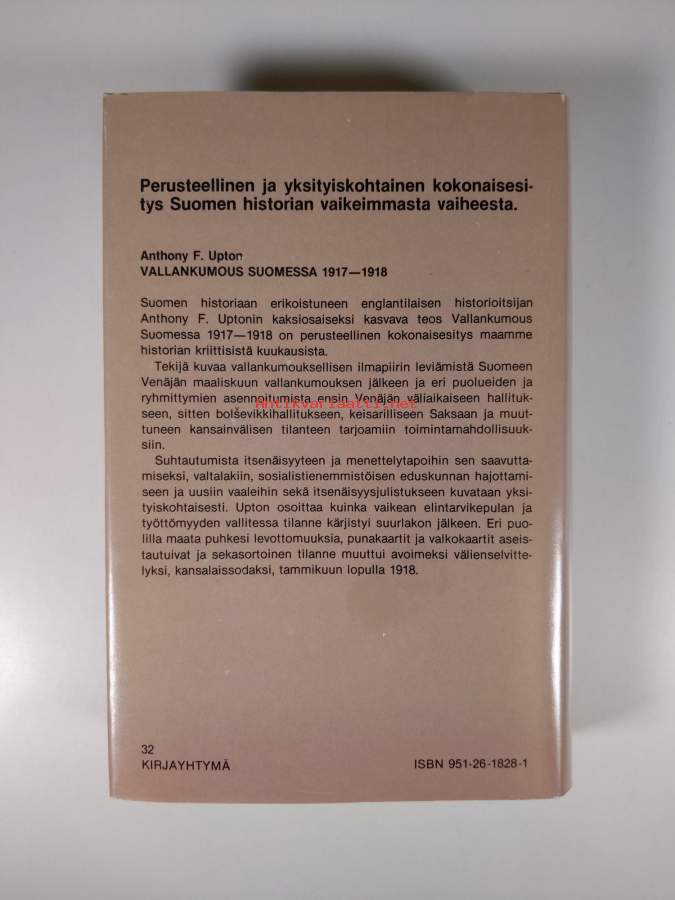 Perusteellinen ja yksityiskohtainen kokonaisesi-
tys Suomen historian vaikeimmasta vaiheesta.
Anthony F. Upton
VALLANKUMOUS SUOMESSA 1917—1918
Suomen historiaan erikoistuneen englantilaisen historioitsijan
Anthony F. Uptonin kaksiosaiseksi kasvava teos Vallankumous
Suomessa 1917—1918 on perusteellinen kokonaisesitys maamme
historian kriittisistä kuukausista.
Tekijä kuvaa vallankumouksellisen ilmapiirin leviämistä Suomeen
Venäjän maaliskuun vallankumouksen jälkeen ja eri puolueiden ja
ryhmittymien asennoitumista ensin Venäjän väliaikaiseen hallituk-
seen, sitten bolševikkihallitukseen, keisarilliseen Saksaan ja muut-
tuneen kansainvälisen tilanteen tarjoamiin toimintamahdollisuuk-
siin.
Suhtautumista itsenäisyyteen ja menettelytapoihin sen saavutta-
miseksi, valtalakiin, sosialistienemmistöisen eduskunnan hajottami-
seen ja uusiin vaaleihin sekä itsenäisyysjulistukseen kuvataan yksi-
tyiskohtaisesti. Upton osoittaa kuinka vaikean elintarvikepulan ja
työttömyyden vallitessa tilanne kärjistyi suurlakon jälkeen. Eri puo-
lilla maata puhkesi levottomuuksia, punakaartit ja valkokaartit aseis-
tautuivat ja sekasortoinen tilanne muuttui avoimeksi välienselvitte-
lyksi, kansalaissodaksi, tammikuun lopulla 1918.
Antikvariaatti.net
32
KIRJAYHTYMÄ
ISBN 951-26-1828-1